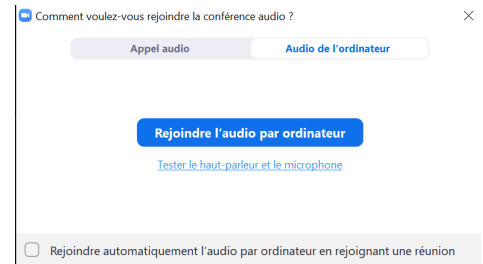 Comment voulez-vous rejoindre la conférence audio ?
Appel audio
Audio de l'ordinateur
Rejoindre l'audio par ordinateur
Tester le haut-parleur et le microphone
Rejoindre automatiquement l'audio par ordinateur en rejoignant une réunion